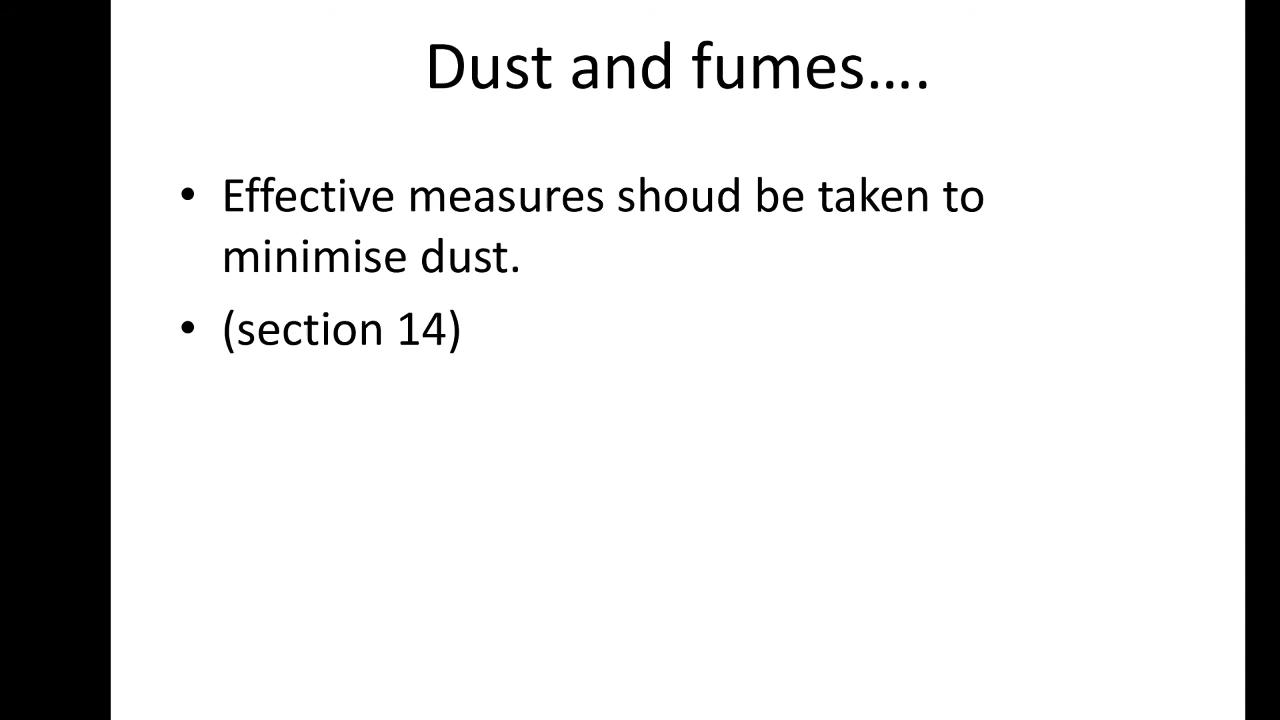 Dust and fumes....
• Effective measures shoud be taken to
minimise dust.
• (section 14)